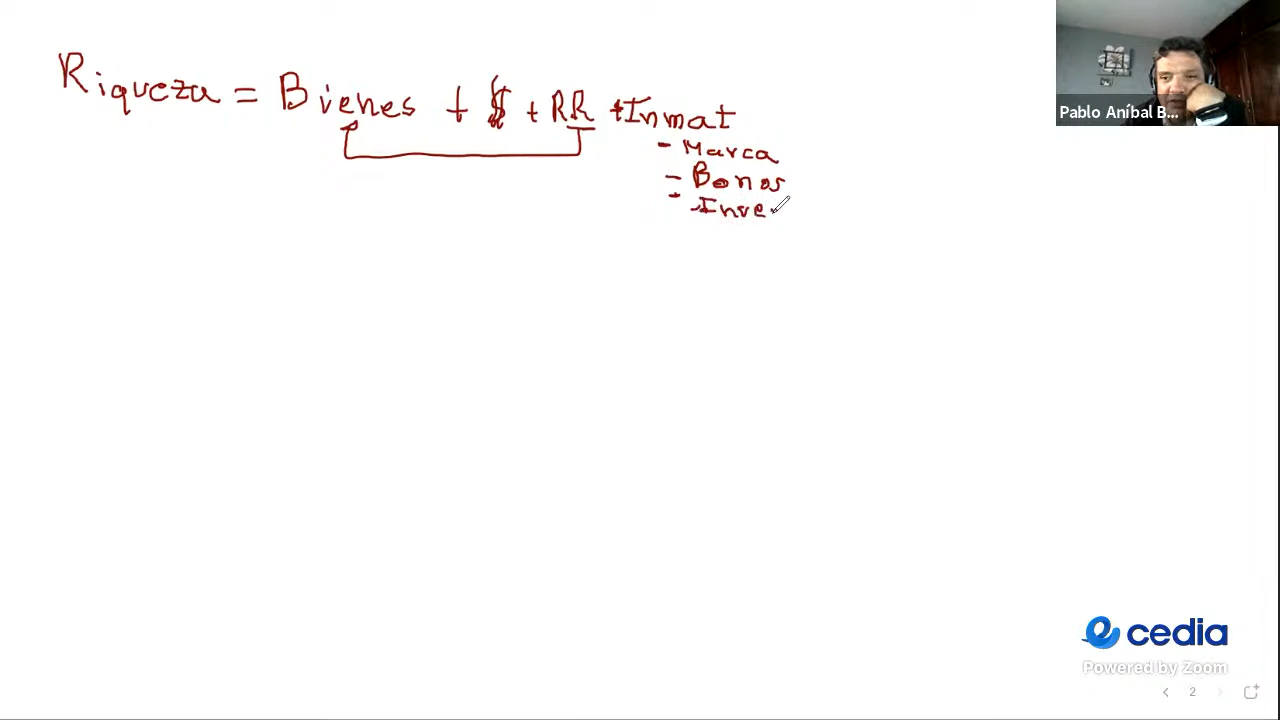 Riqueza = Bienes + $ + RR + Inmat
- Marca
- Bonos
- Inve
Pablo Aníbal B...
cedia
Powered by Zoom
2